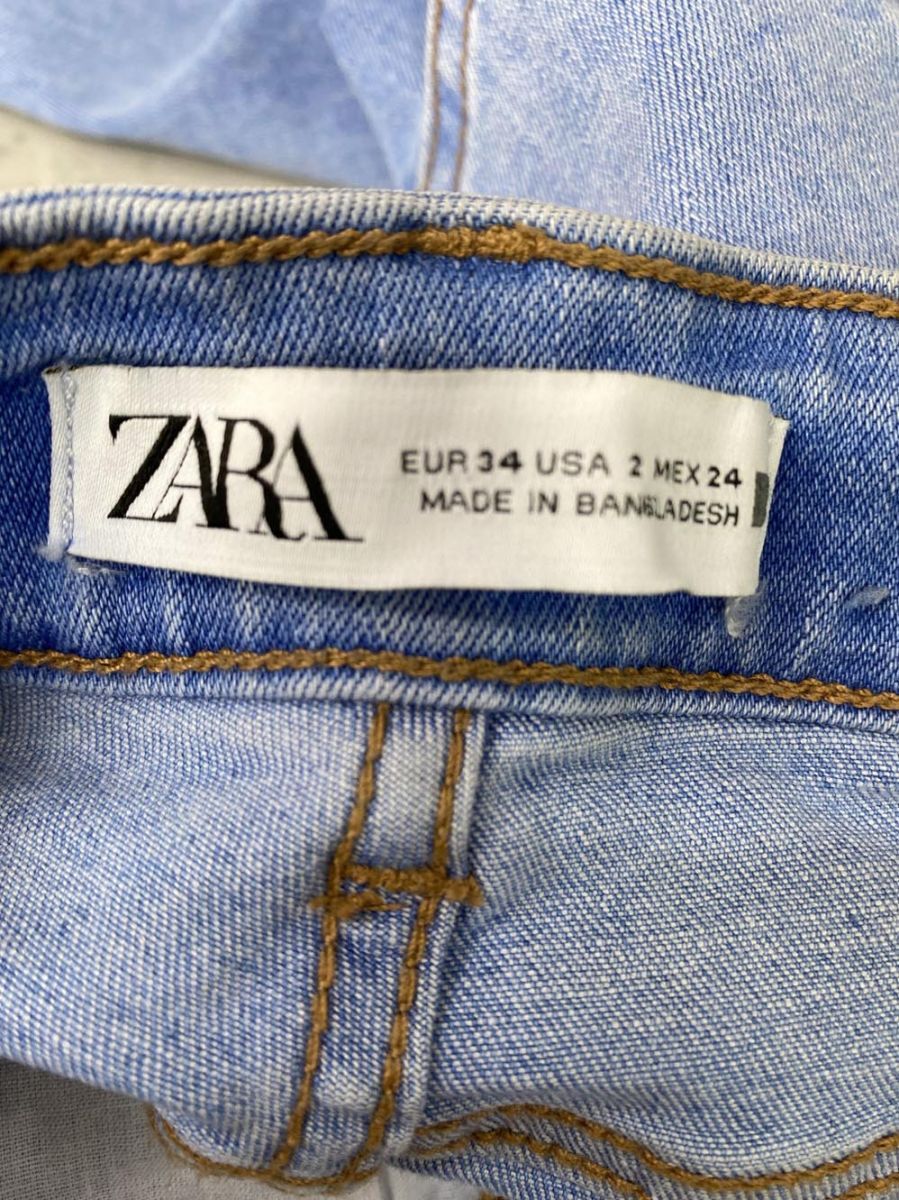 ZARA
EUR 34 USA 2 MEX 24
MADE IN BANGLADESH